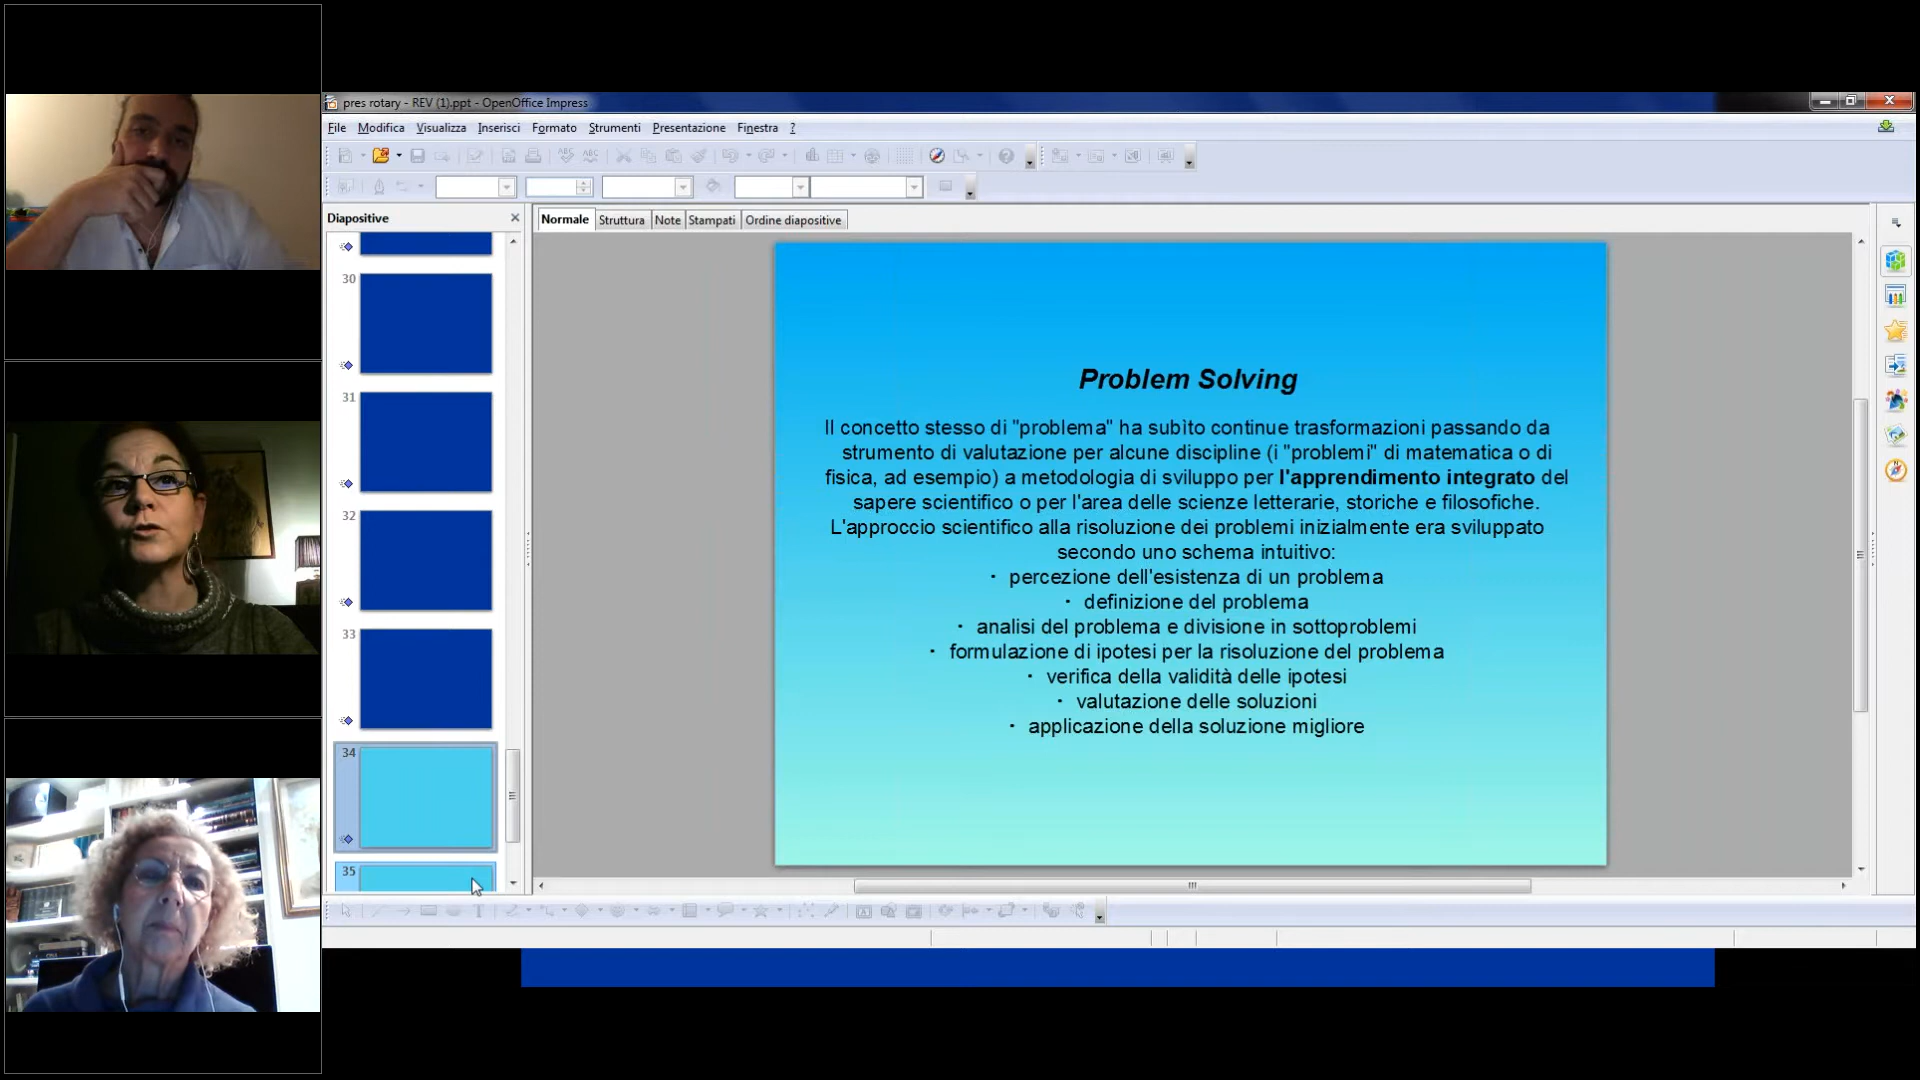 pres rotary - REV (1).ppt - OpenOffice Impress
File Modifica Visualizza Inserisci Formato Strumenti Presentazione Finestra ?
Diapositive
Normale Struttura Note Stampati Ordine diapositive
30
31
32
33
34
35
Problem Solving
Il concetto stesso di "problema" ha subìto continue trasformazioni passando da
strumento di valutazione per alcune discipline (i "problemi" di matematica o di
fisica, ad esempio) a metodologia di sviluppo per l'apprendimento integrato del
sapere scientifico o per l'area delle scienze letterarie, storiche e filosofiche.
L'approccio scientifico alla risoluzione dei problemi inizialmente era sviluppato
secondo uno schema intuitivo:
· percezione dell'esistenza di un problema
· definizione del problema
· analisi del problema e divisione in sottoproblemi
· formulazione di ipotesi per la risoluzione del problema
· verifica della validità delle ipotesi
· valutazione delle soluzioni
· applicazione della soluzione migliore